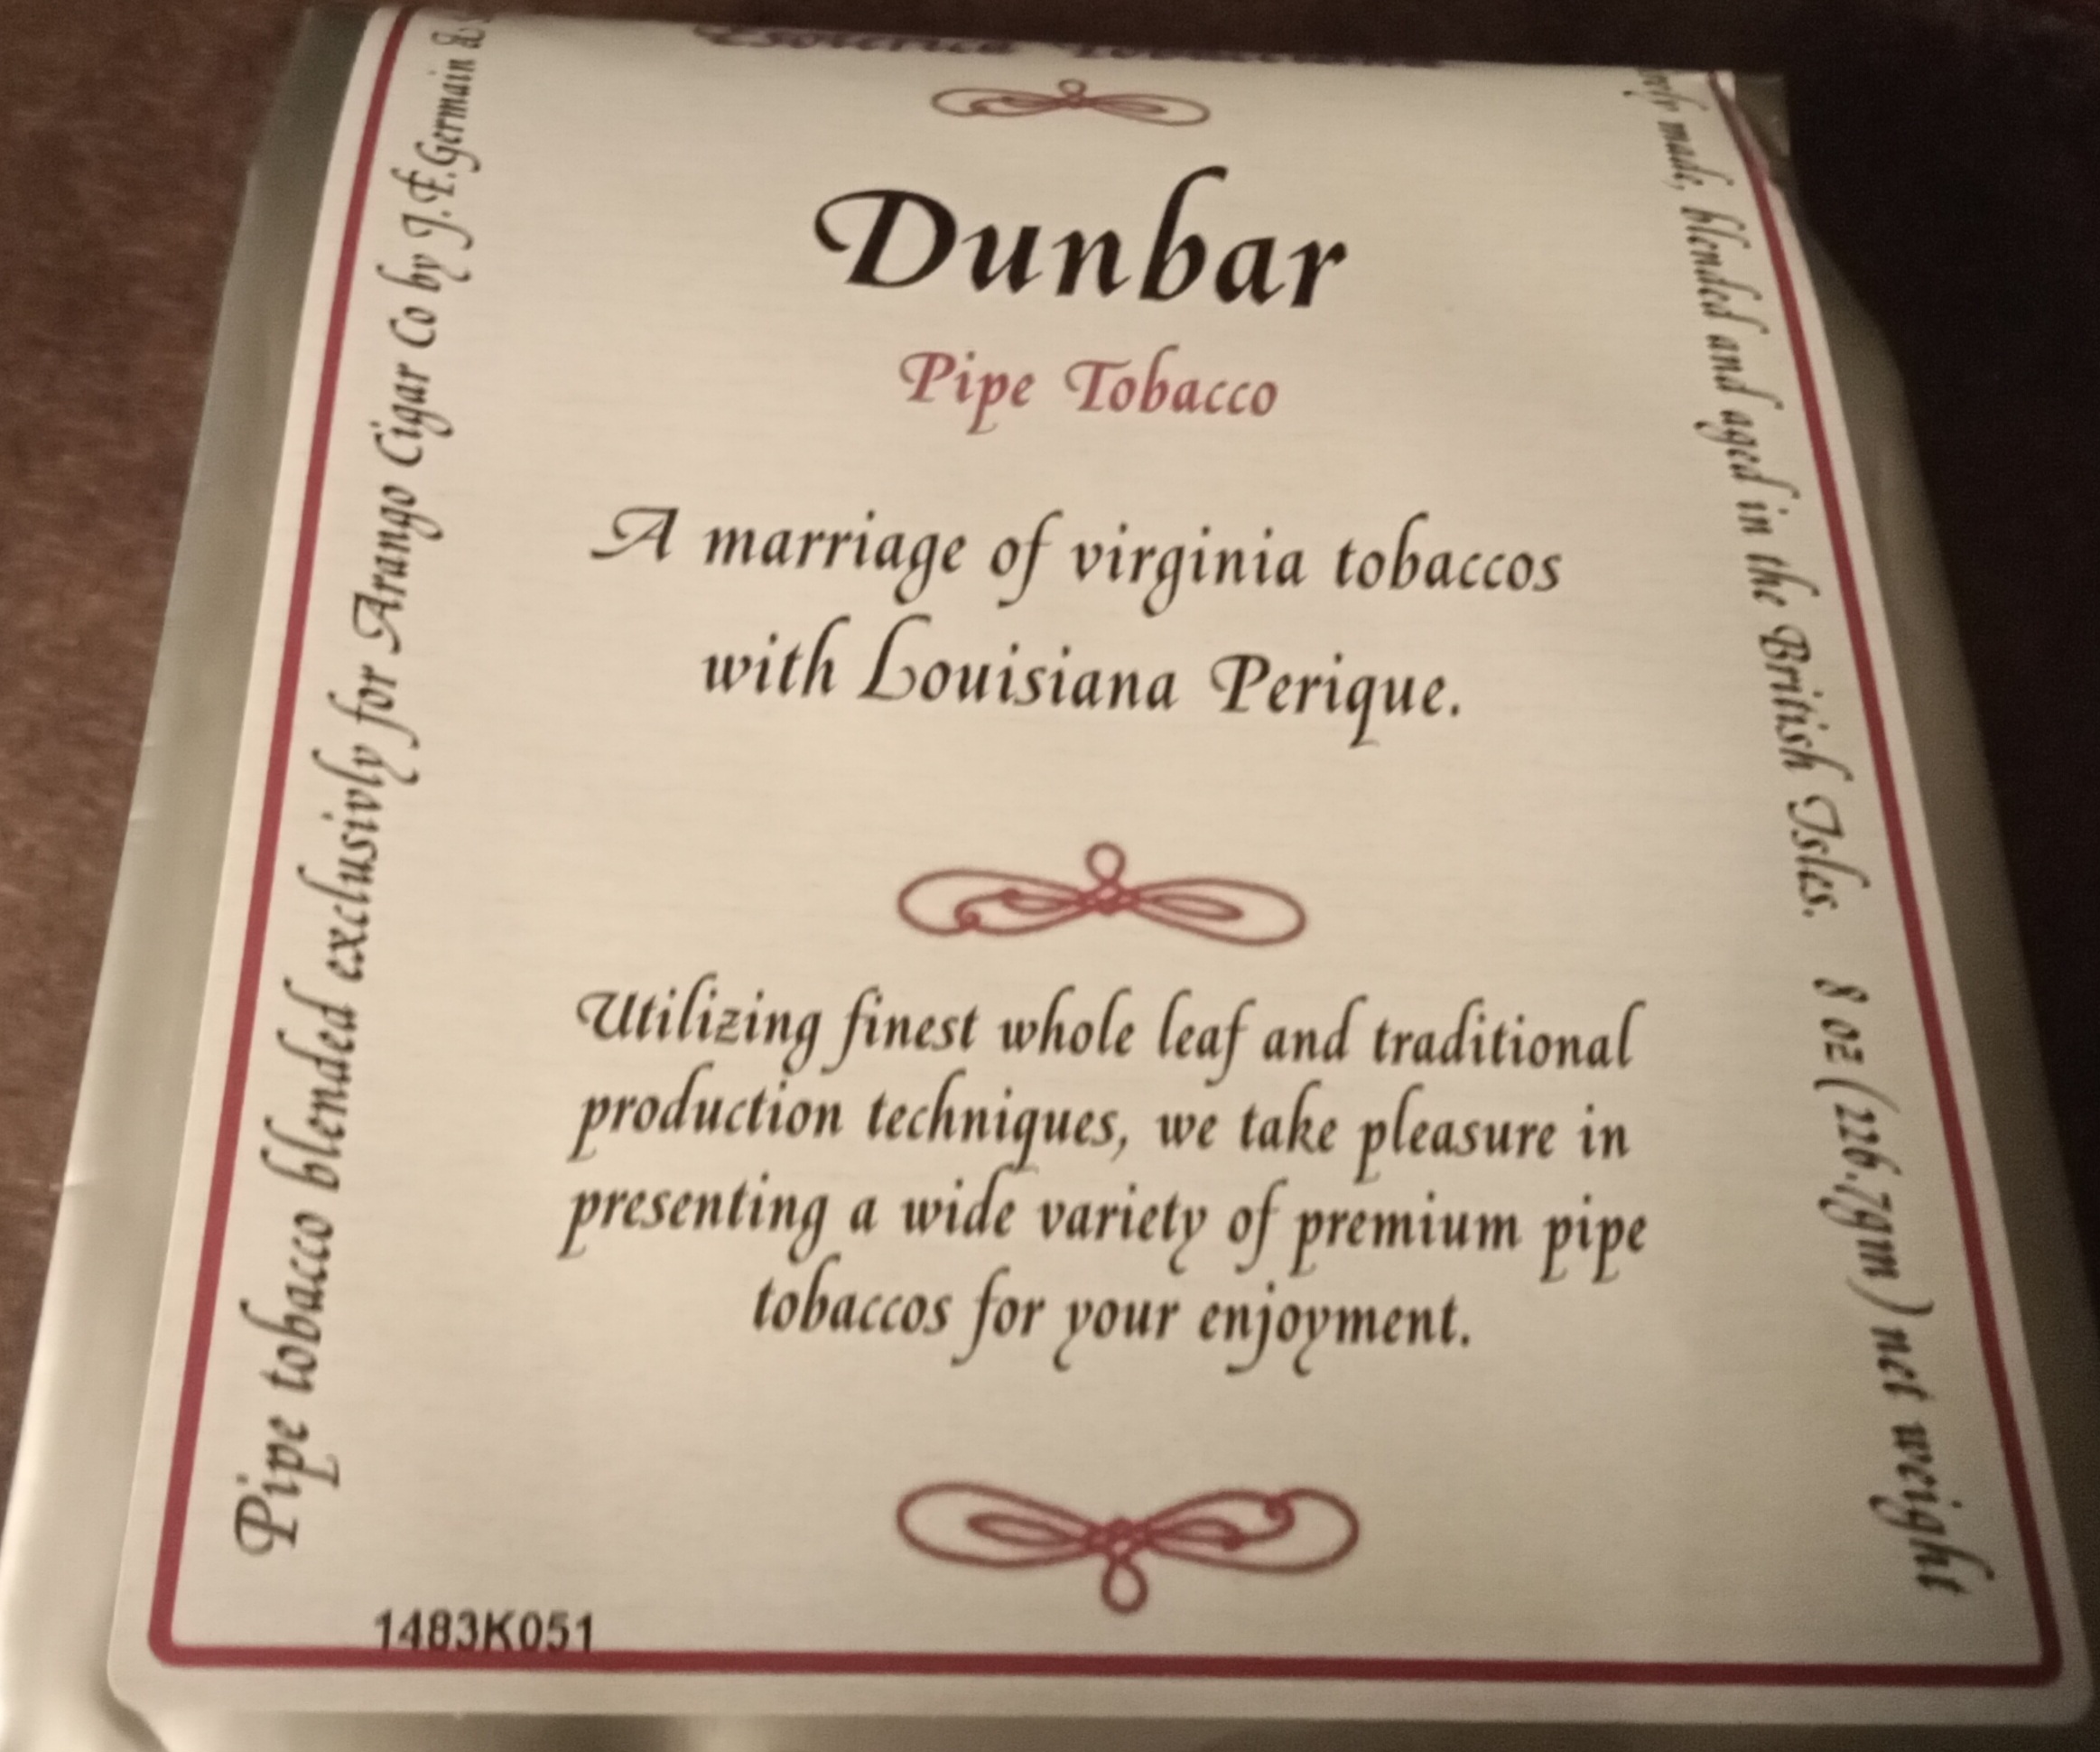 Esoterica
Dunbar
Pipe Tobacco
A marriage of virginia tobaccos
with Louisiana Perique.
Utilizing finest whole leaf and traditional
production techniques, we take pleasure in
presenting a wide variety of premium pipe
tobaccos for your enjoyment.
Pipe tobacco blended exclusivly for Arango Cigar Co by J.F.Germain &
made, blended and aged in the British Isles. 8 oz (226.7gm) net weight
1483K051